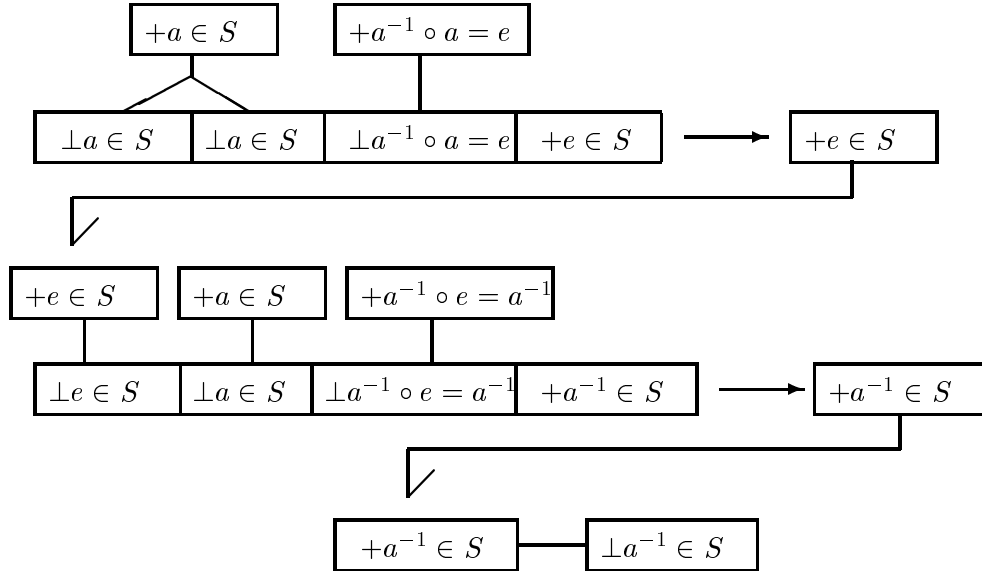 +a ∈ S +a⁻¹ ∘ a = e
⊥a ∈ S ⊥a ∈ S ⊥a⁻¹ ∘ a = e +e ∈ S +e ∈ S
+e ∈ S +a ∈ S +a⁻¹ ∘ e = a⁻¹
⊥e ∈ S ⊥a ∈ S ⊥a⁻¹ ∘ e = a⁻¹ +a⁻¹ ∈ S +a⁻¹ ∈ S
+a⁻¹ ∈ S ⊥a⁻¹ ∈ S